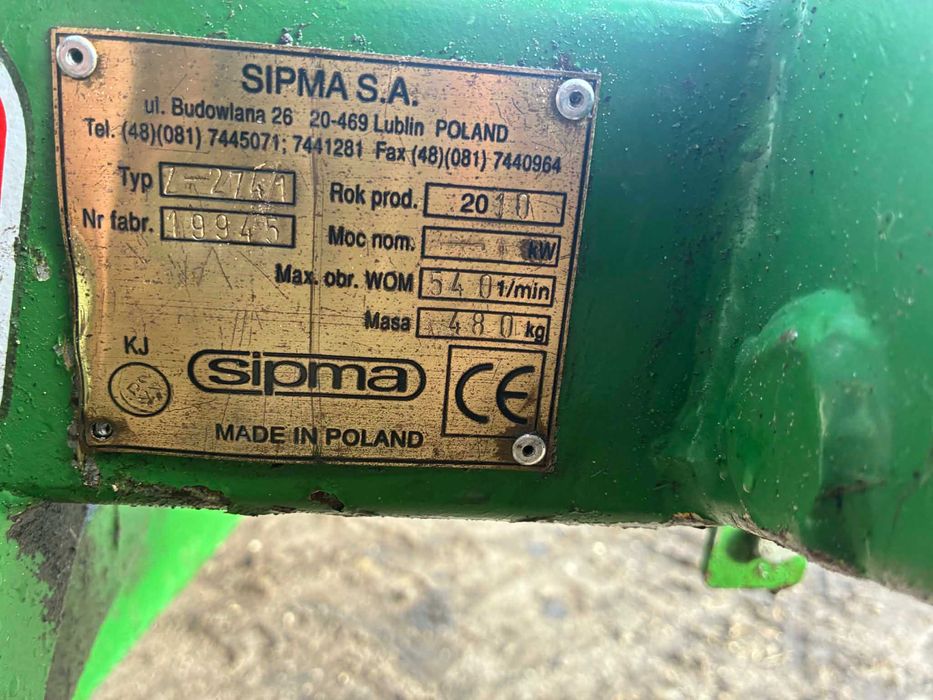 SIPMA S.A.
ul. Budowlana 26 20-469 Lublin POLAND
Tel. (48)(081) 7445071; 7441281 Fax (48)(081) 7440964
Typ Z-274/1 Rok prod. 2010
Nr fabr. 19945 Moc nom. - kW
Max. obr. WOM 540 1/min
Masa 480 kg
KJ
sipma CE
MADE IN POLAND